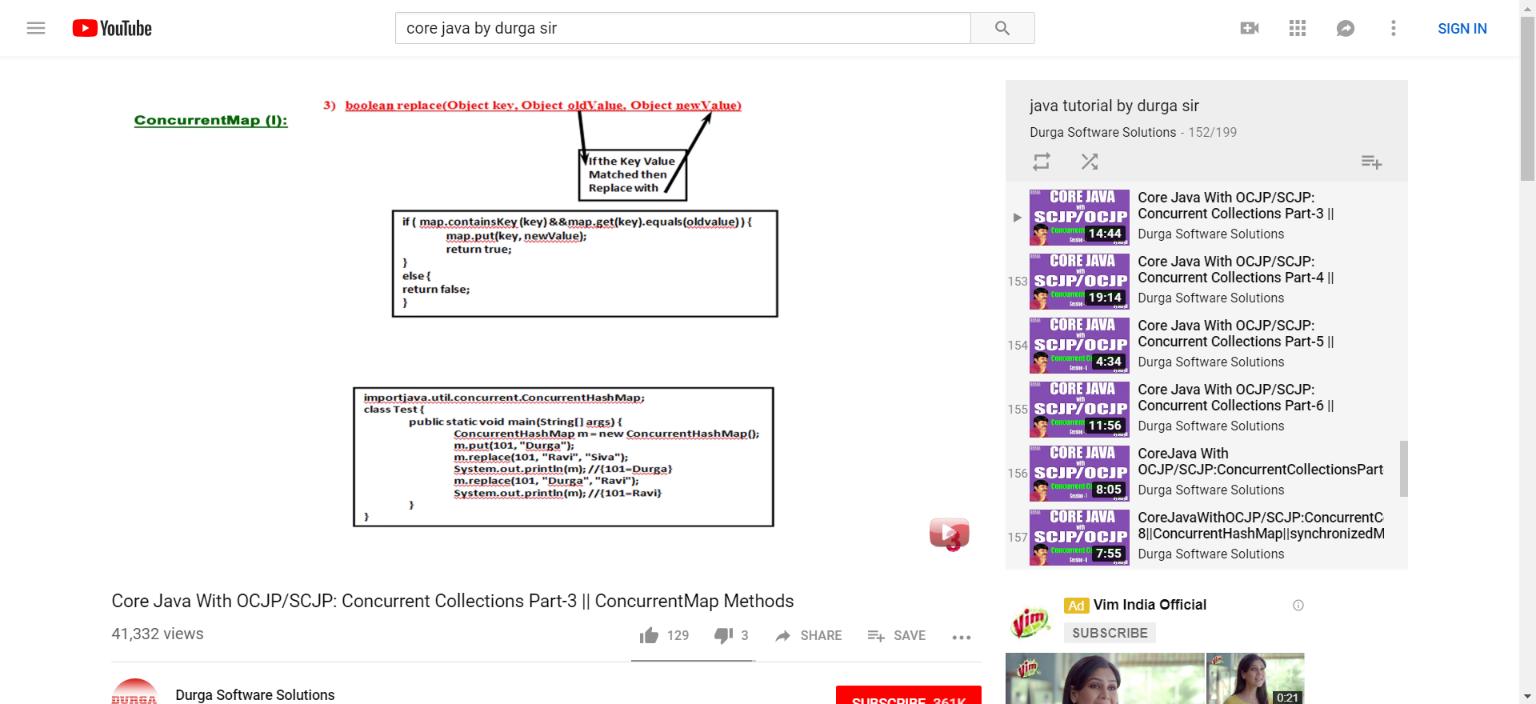 YouTube
core java by durga sir
SIGN IN
3) boolean replace(Object key, Object oldValue, Object newValue)
ConcurrentMap (I):
If the Key Value
Matched then
Replace with
if ( map.containsKey (key) &&map.get(key).equals(oldvalue) ) {
map.put(key, newValue);
return true;
}
else {
return false;
}
importjava.util.concurrent.ConcurrentHashMap;
class Test {
public static void main(String[] args) {
ConcurrentHashMap m = new ConcurrentHashMap();
m.put(101, "Durga");
m.replace(101, "Ravi", "Siva");
System.out.println(m); //{101=Durga}
m.replace(101, "Durga", "Ravi");
System.out.println(m); //{101=Ravi}
}
}
3
Core Java With OCJP/SCJP: Concurrent Collections Part-3 || ConcurrentMap Methods
41,332 views
129
3
SHARE
SAVE
Durga Software Solutions
DURGA
SUBSCRIBE 361K
java tutorial by durga sir
Durga Software Solutions - 152/199
CORE JAVA
with
SCJP/OCJP
14:44
Core Java With OCJP/SCJP:
Concurrent Collections Part-3 ||
Durga Software Solutions
153
CORE JAVA
with
SCJP/OCJP
19:14
Core Java With OCJP/SCJP:
Concurrent Collections Part-4 ||
Durga Software Solutions
154
CORE JAVA
with
SCJP/OCJP
4:34
Core Java With OCJP/SCJP:
Concurrent Collections Part-5 ||
Durga Software Solutions
155
CORE JAVA
with
SCJP/OCJP
11:56
Core Java With OCJP/SCJP:
Concurrent Collections Part-6 ||
Durga Software Solutions
156
CORE JAVA
with
SCJP/OCJP
8:05
CoreJava With
OCJP/SCJP:ConcurrentCollectionsPart
Durga Software Solutions
157
CORE JAVA
with
SCJP/OCJP
7:55
CoreJavaWithOCJP/SCJP:ConcurrentC
8||ConcurrentHashMap||synchronizedM
Durga Software Solutions
Vim
Ad Vim India Official
SUBSCRIBE
Vim
0:21